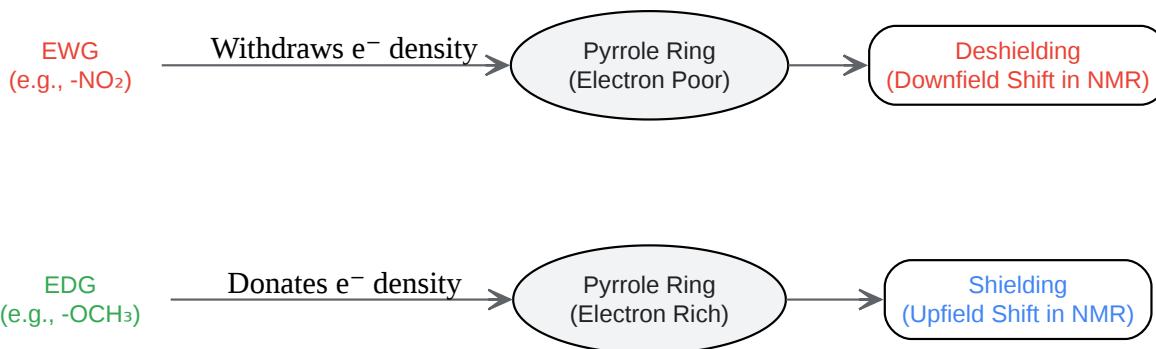 EWG
(e.g., -NO₂)
Withdraws e⁻ density
Pyrrole Ring
(Electron Poor)
Deshielding
(Downfield Shift in NMR)
EDG
(e.g., -OCH₃)
Donates e⁻ density
Pyrrole Ring
(Electron Rich)
Shielding
(Upfield Shift in NMR)